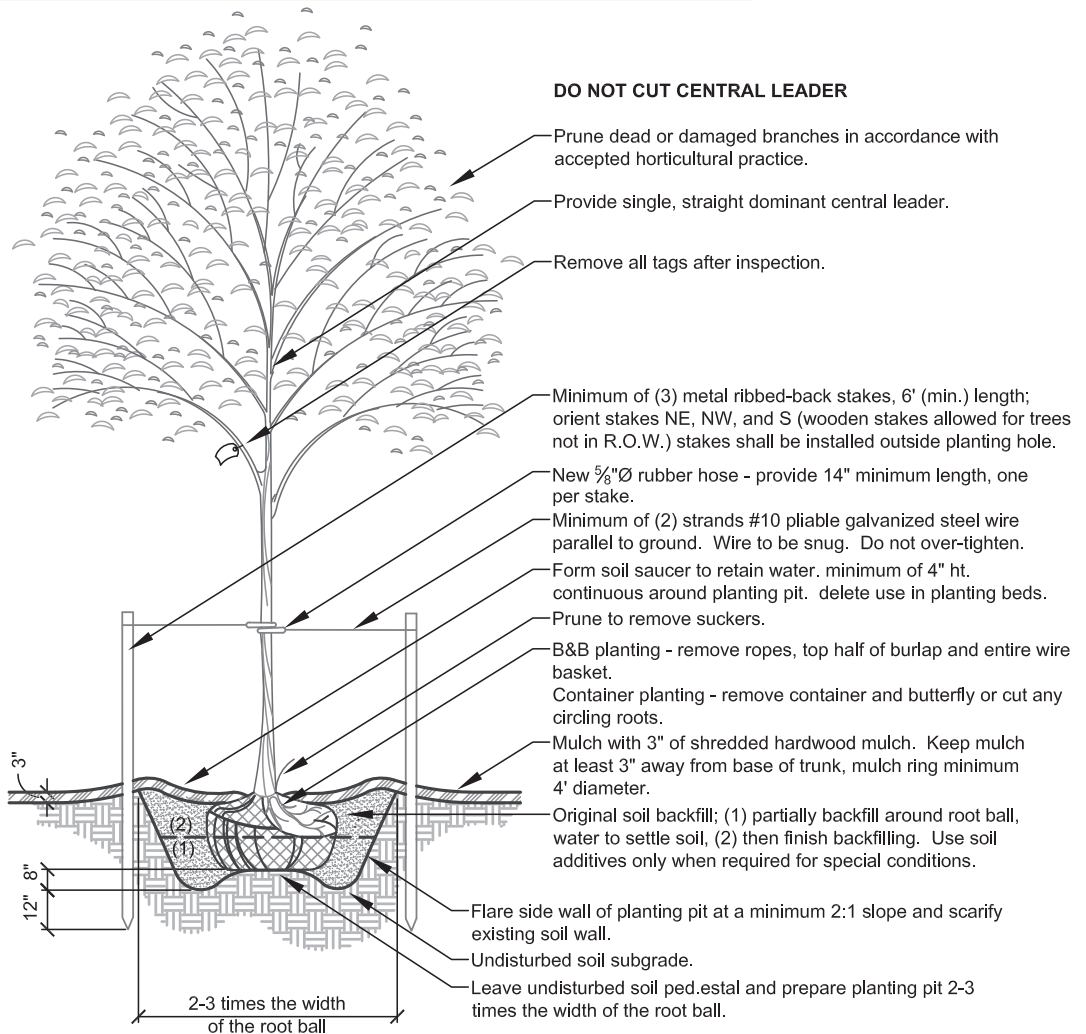 DO NOT CUT CENTRAL LEADER
Prune dead or damaged branches in accordance with
accepted horticultural practice.
Provide single, straight dominant central leader.
Remove all tags after inspection.
Minimum of (3) metal ribbed-back stakes, 6' (min.) length;
orient stakes NE, NW, and S (wooden stakes allowed for trees
not in R.O.W.) stakes shall be installed outside planting hole.
New ⅝"Ø rubber hose - provide 14" minimum length, one
per stake.
Minimum of (2) strands #10 pliable galvanized steel wire
parallel to ground. Wire to be snug. Do not over-tighten.
Form soil saucer to retain water. minimum of 4" ht.
continuous around planting pit. delete use in planting beds.
Prune to remove suckers.
B&B planting - remove ropes, top half of burlap and entire wire
basket.
Container planting - remove container and butterfly or cut any
circling roots.
Mulch with 3" of shredded hardwood mulch. Keep mulch
at least 3" away from base of trunk, mulch ring minimum
4' diameter.
Original soil backfill; (1) partially backfill around root ball,
water to settle soil, (2) then finish backfilling. Use soil
additives only when required for special conditions.
Flare side wall of planting pit at a minimum 2:1 slope and scarify
existing soil wall.
Undisturbed soil subgrade.
Leave undisturbed soil ped.estal and prepare planting pit 2-3
times the width of the root ball.
3"
(2)
(1)
8"
12"
2-3 times the width
of the root ball